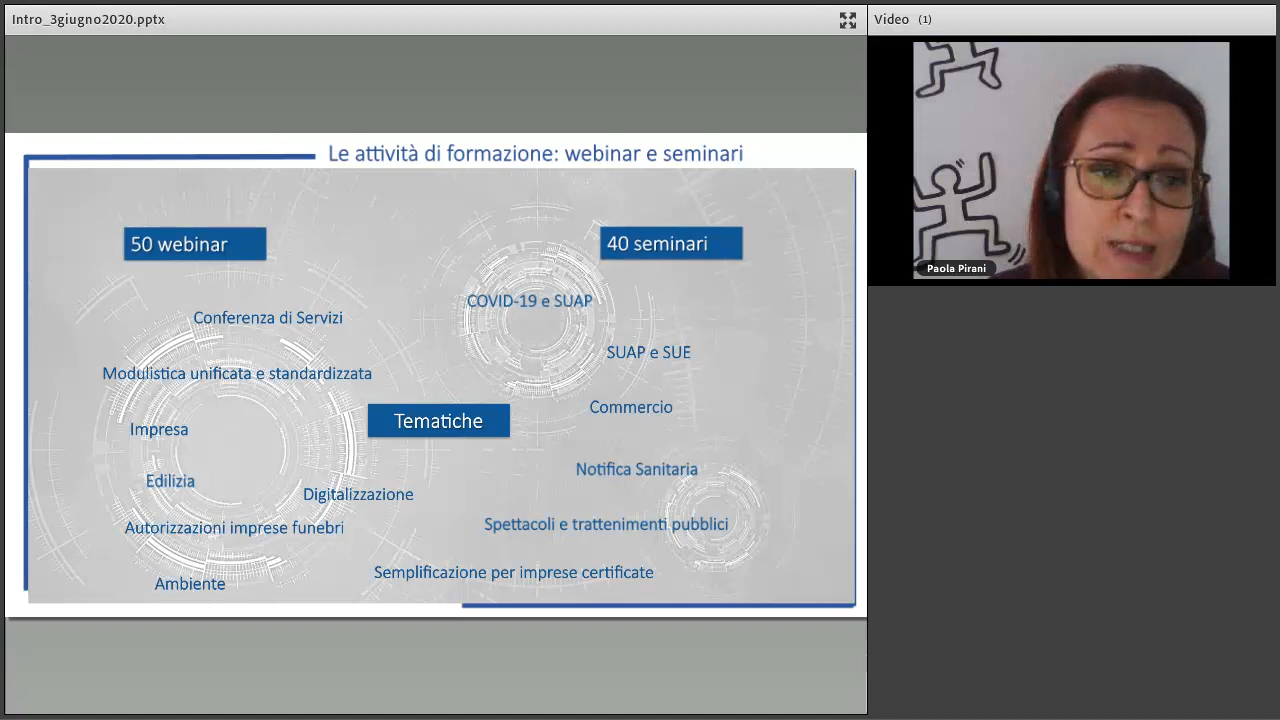 Intro_3giugno2020.pptx
Video (1)
Paola Pirani
Le attività di formazione: webinar e seminari
50 webinar
40 seminari
COVID-19 e SUAP
Conferenza di Servizi
SUAP e SUE
Modulistica unificata e standardizzata
Commercio
Tematiche
Impresa
Notifica Sanitaria
Edilizia
Digitalizzazione
Spettacoli e trattenimenti pubblici
Autorizzazioni imprese funebri
Semplificazione per imprese certificate
Ambiente